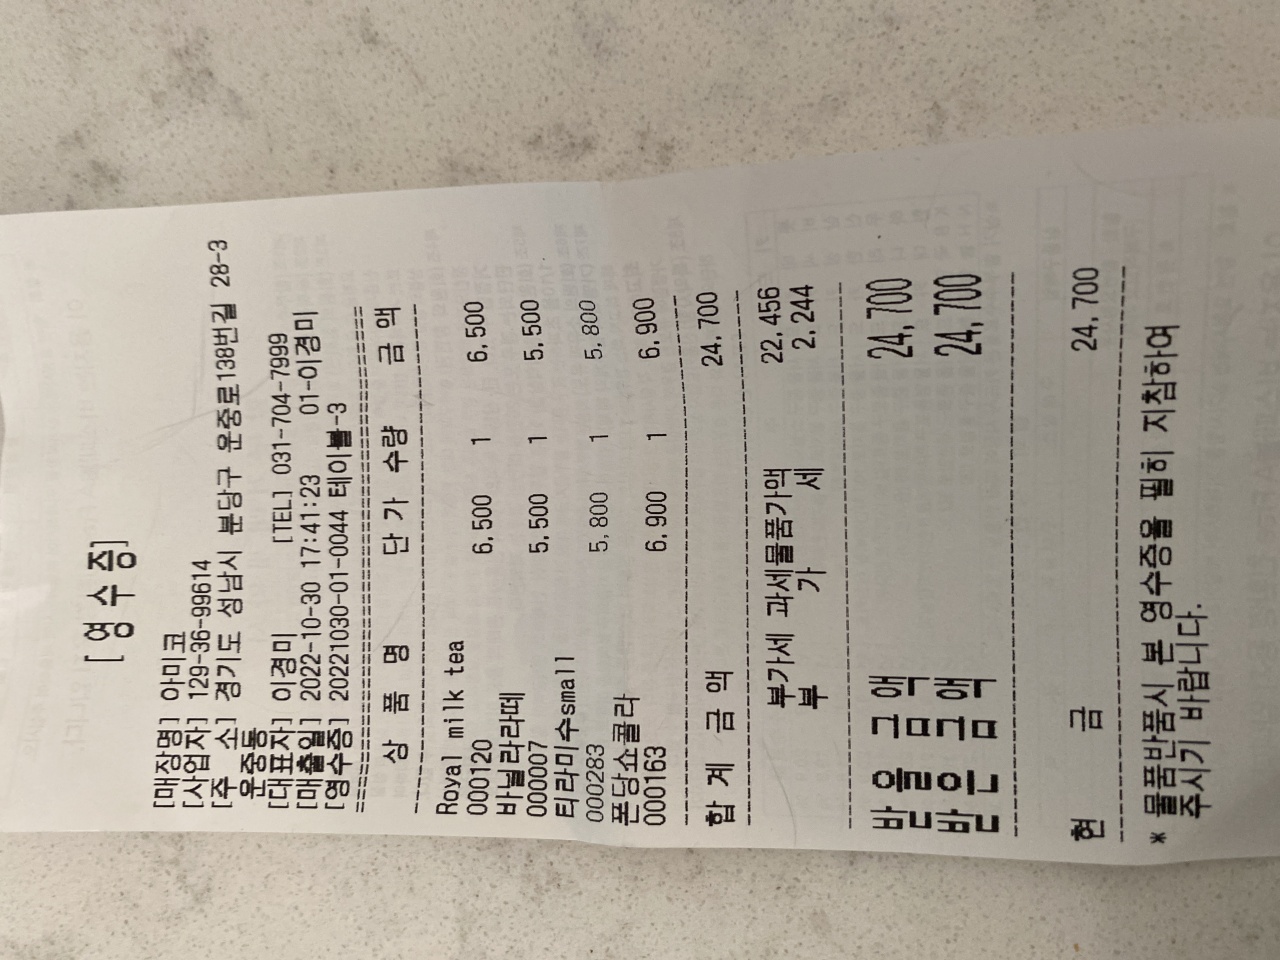 [ 영 수 증 ]
[매장명] 아미코
[사업자] 129-36-99614
[주 소] 경기도 성남시 분당구 운중로138번길 28-3
운중동
[대표자] 이경미 [TEL] 031-704-7999
[매출일] 2022-10-30 17:41:23 01-이경미
[영수증] 20221030-01-0044 테이블-3
==================================================
상 품 명 단 가 수량 금 액
--------------------------------------------------
Royal milk tea
000120 6,500 1 6,500
바닐라라떼
000007 5,500 1 5,500
티라미수small
000283 5,800 1 5,800
폰당쇼콜라
000163 6,900 1 6,900
--------------------------------------------------
합 계 금 액 24,700
--------------------------------------------------
부가세 과세물품가액 22,456
부 가 세 2,244
--------------------------------------------------
받을금액 24,700
받은금액 24,700
--------------------------------------------------
현 금 24,700
--------------------------------------------------
* 물품반품시 본 영수증을 필히 지참하여
주시기 바랍니다.